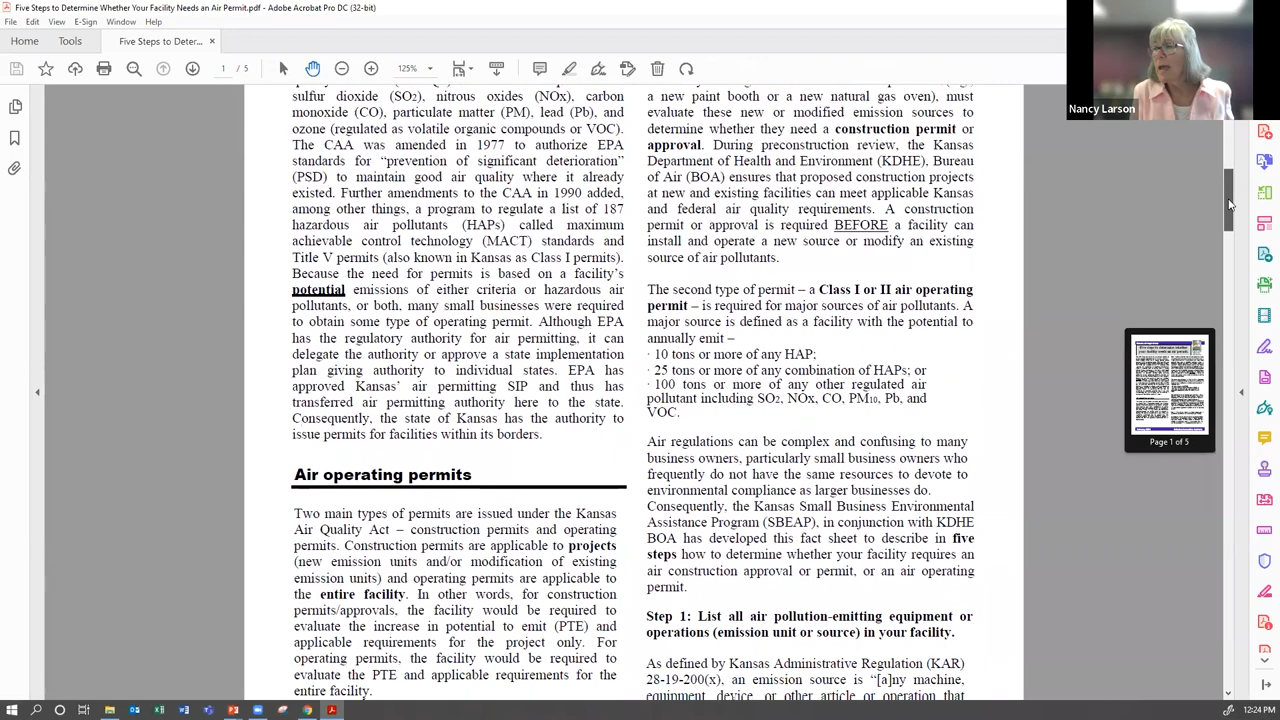 Five Steps to Determine Whether Your Facility Needs an Air Permit.pdf - Adobe Acrobat Pro DC (32-bit)
File Edit View E-Sign Window Help
Home Tools Five Steps to Deter... ×
1 / 5 125%
Nancy Larson
sulfur dioxide (SO2), nitrous oxides (NOx), carbon
monoxide (CO), particulate matter (PM), lead (Pb), and
ozone (regulated as volatile organic compounds or VOC).
The CAA was amended in 1977 to authorize EPA
standards for “prevention of significant deterioration”
(PSD) to maintain good air quality where it already
existed. Further amendments to the CAA in 1990 added,
among other things, a program to regulate a list of 187
hazardous air pollutants (HAPs) called maximum
achievable control technology (MACT) standards and
Title V permits (also known in Kansas as Class I permits).
Because the need for permits is based on a facility’s
potential emissions of either criteria or hazardous air
pollutants, or both, many small businesses were required
to obtain some type of operating permit. Although EPA
has the regulatory authority for air permitting, it can
delegate the authority or approve a state implementation
plan giving authority to individual states. EPA has
approved Kansas’ air permitting SIP and thus has
transferred air permitting authority here to the state.
Consequently, the state of Kansas has the authority to
issue permits for facilities within its borders.
Air operating permits
Two main types of permits are issued under the Kansas
Air Quality Act – construction permits and operating
permits. Construction permits are applicable to projects
(new emission units and/or modification of existing
emission units) and operating permits are applicable to
the entire facility. In other words, for construction
permits/approvals, the facility would be required to
evaluate the increase in potential to emit (PTE) and
applicable requirements for the project only. For
operating permits, the facility would be required to
evaluate the PTE and applicable requirements for the
entire facility.
a new paint booth or a new natural gas oven), must
evaluate these new or modified emission sources to
determine whether they need a construction permit or
approval. During preconstruction review, the Kansas
Department of Health and Environment (KDHE), Bureau
of Air (BOA) ensures that proposed construction projects
at new and existing facilities can meet applicable Kansas
and federal air quality requirements. A construction
permit or approval is required BEFORE a facility can
install and operate a new source or modify an existing
source of air pollutants.
The second type of permit – a Class I or II air operating
permit – is required for major sources of air pollutants. A
major source is defined as a facility with the potential to
annually emit –
· 10 tons or more of any HAP;
· 25 tons or more of any combination of HAPs; or
· 100 tons or more of any other regulated air
pollutant including SO2, NOx, CO, PM10, Pb, and
VOC.
Air regulations can be complex and confusing to many
business owners, particularly small business owners who
frequently do not have the same resources to devote to
environmental compliance as larger businesses do.
Consequently, the Kansas Small Business Environmental
Assistance Program (SBEAP), in conjunction with KDHE
BOA has developed this fact sheet to describe in five
steps how to determine whether your facility requires an
air construction approval or permit, or an air operating
permit.
Step 1: List all air pollution-emitting equipment or
operations (emission unit or source) in your facility.
As defined by Kansas Administrative Regulation (KAR)
28-19-200(x), an emission source is “[a]ny machine,
equipment, device, or other article or operation that
Page 1 of 5
12:24 PM